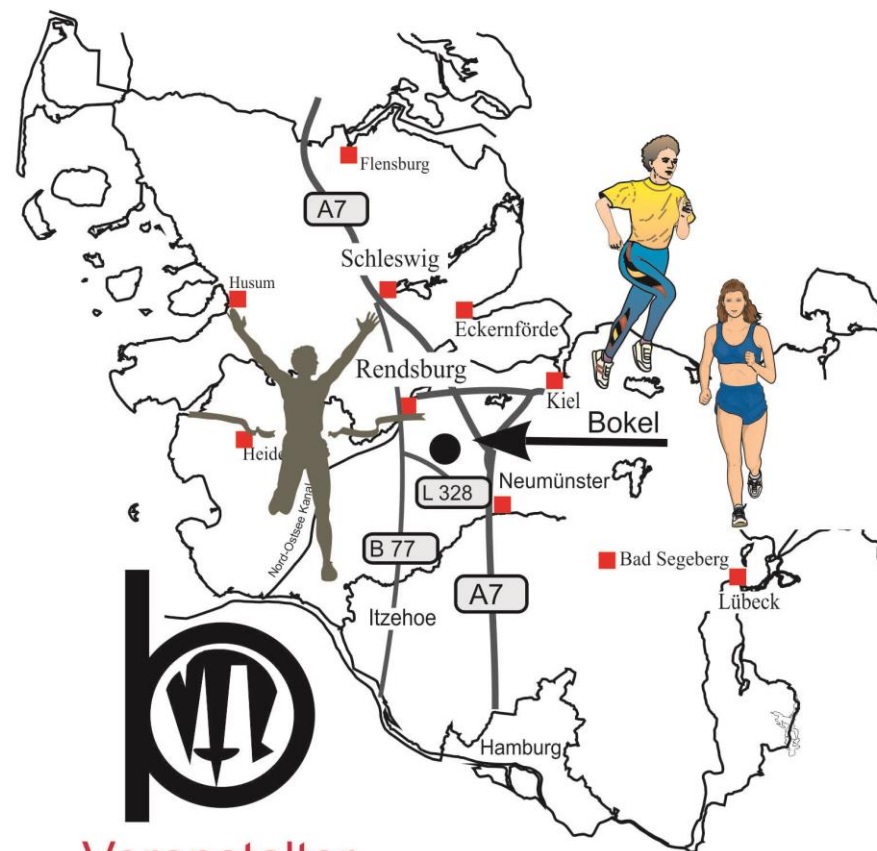 Flensburg
A7
Schleswig
Husum
Eckernförde
Rendsburg
Kiel
Bokel
Heide
L 328
Neumünster
Nord-Ostsee Kanal
B 77
Bad Segeberg
A7
Lübeck
Itzehoe
Hamburg
Veranstalter